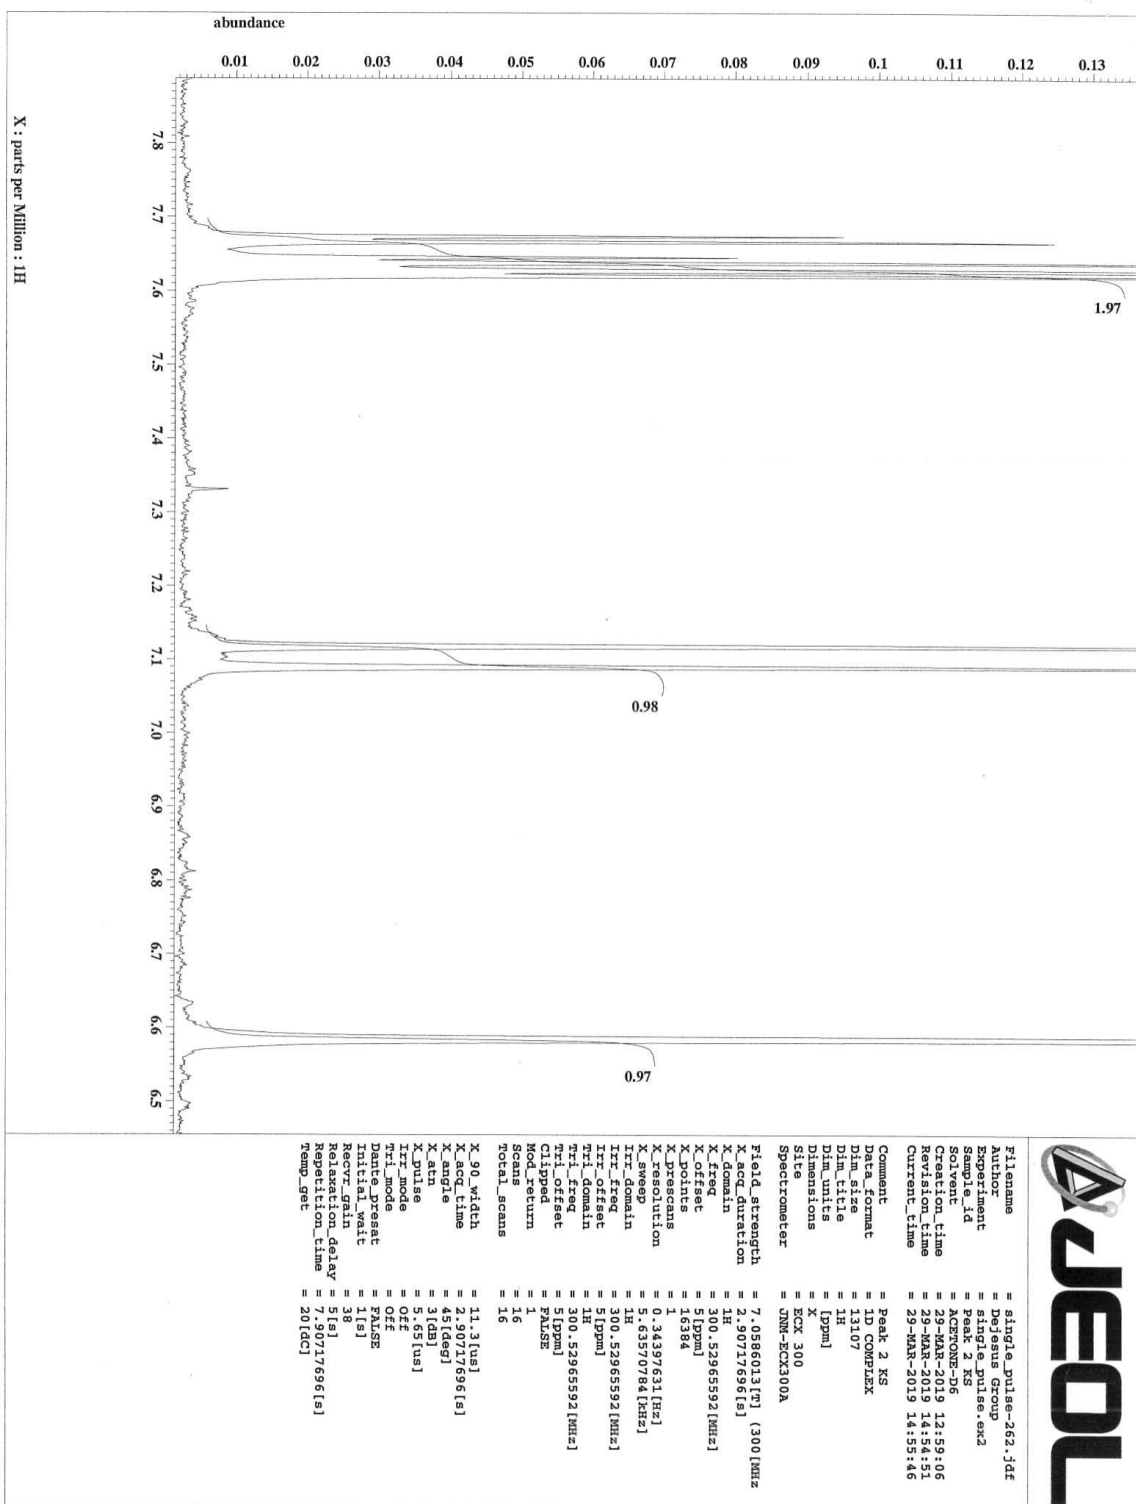 abundance
0.01 0.02 0.03 0.04 0.05 0.06 0.07 0.08 0.09 0.1 0.11 0.12 0.13
7.8
7.7
7.6
7.5
7.4
7.3
7.2
7.1
7.0
6.9
6.8
6.7
6.6
6.5
1.97
0.98
0.97
X : parts per Million : 1H
JEOL
Filename = single_pulse-262.jdf
Author = Dejesus Group
Experiment = single_pulse.ex2
Sample_id = Peak 2 KS
Solvent = ACETONE-D6
Creation_time = 29-MAR-2019 12:59:06
Revision_time = 29-MAR-2019 14:54:51
Current_time = 29-MAR-2019 14:55:46
Comment = Peak 2 KS
Data_format = 1D COMPLEX
Dim_size = 13107
Dim_title = 1H
Dim_units = [ppm]
Dimensions = X
Site = ECX 300
Spectrometer = JNM-ECX300A
Field_strength = 7.0586013[T] (300[MHz
X_acq_duration = 2.90717696[s]
X_domain = 1H
X_freq = 300.52965592[MHz]
X_offset = 5[ppm]
X_points = 16384
X_prescans = 1
X_resolution = 0.34397631[Hz]
X_sweep = 5.63570784[kHz]
Irr_domain = 1H
Irr_freq = 300.52965592[MHz]
Irr_offset = 5[ppm]
Tri_domain = 1H
Tri_freq = 300.52965592[MHz]
Tri_offset = 5[ppm]
Clipped = FALSE
Mod_return = 1
Scans = 16
Total_scans = 16
X_90_width = 11.3[us]
X_acq_time = 2.90717696[s]
X_angle = 45[deg]
X_atn = 3[dB]
X_pulse = 5.65[us]
Irr_mode = Off
Tri_mode = Off
Dante_presat = FALSE
Initial_wait = 1[s]
Recvr_gain = 38
Relaxation_delay = 5[s]
Repetition_time = 7.90717696[s]
Temp_get = 20[dC]